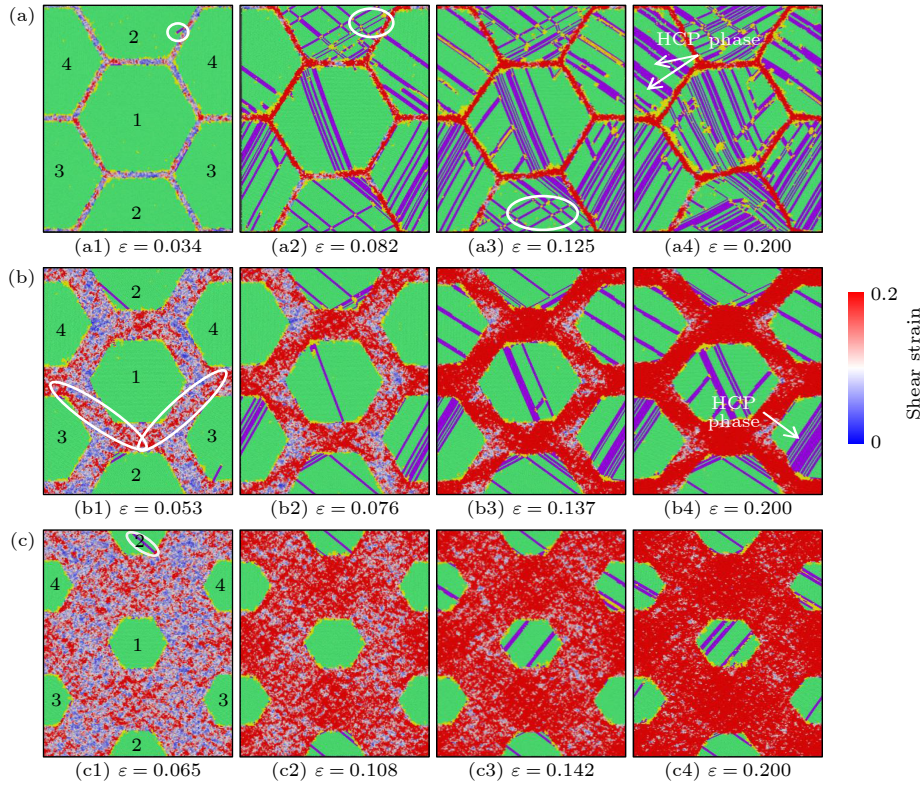 (a)
2
4
4
1
3
3
2
HCP phase
(a1) ε = 0.034
(a2) ε = 0.082
(a3) ε = 0.125
(a4) ε = 0.200
(b)
2
4
4
1
3
3
2
HCP
phase
(b1) ε = 0.053
(b2) ε = 0.076
(b3) ε = 0.137
(b4) ε = 0.200
0.2
Shear strain
0
(c)
2
4
4
1
3
3
2
(c1) ε = 0.065
(c2) ε = 0.108
(c3) ε = 0.142
(c4) ε = 0.200